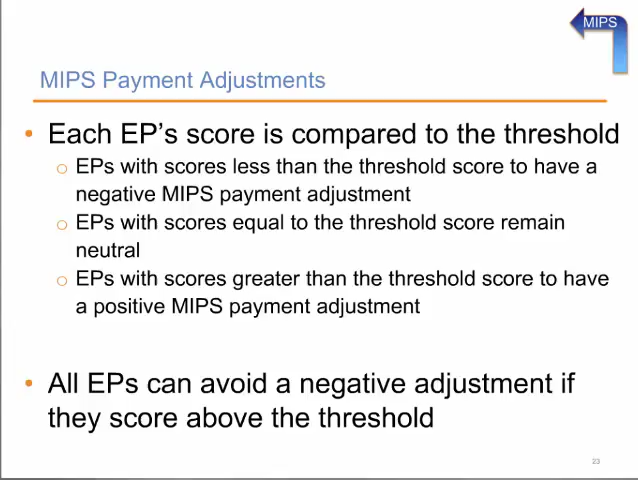 MIPS
MIPS Payment Adjustments
• Each EP's score is compared to the threshold
o EPs with scores less than the threshold score to have a
negative MIPS payment adjustment
o EPs with scores equal to the threshold score remain
neutral
o EPs with scores greater than the threshold score to have
a positive MIPS payment adjustment
• All EPs can avoid a negative adjustment if
they score above the threshold
23